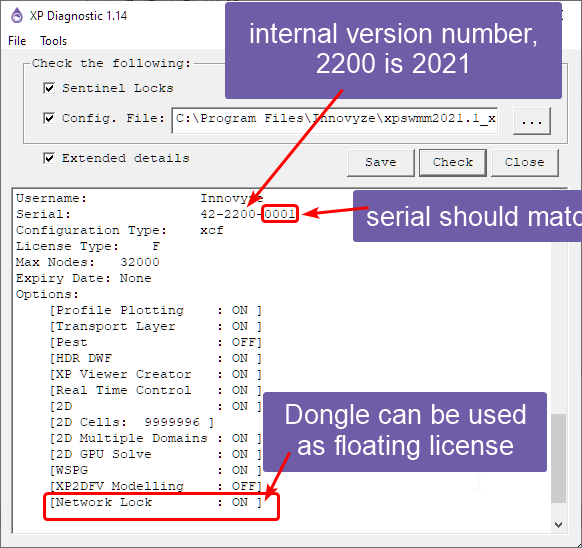 XP Diagnostic 1.14
internal version number,
2200 is 2021
File Tools
Check the following:
Sentinel Locks
Config. File: C:\Program Files\Innovyze\xpswmm2021.1_x
...
Extended details
Save Check Close
Username: Innovyze
Serial: 42-2200-0001
serial should matc
Configuration Type: xcf
License Type: F
Max Nodes: 32000
Expiry Date: None
Options:
[Profile Plotting : ON ]
[Transport Layer : ON ]
[Pest : OFF]
[HDR DWF : ON ]
[XP Viewer Creator : ON ]
[Real Time Control : ON ]
[2D : ON ]
[2D Cells: 9999996 ]
[2D Multiple Domains : ON ]
[2D GPU Solve : ON ]
[WSPG : ON ]
[XP2DFV Modelling : OFF]
[Network Lock : ON ]
Dongle can be used
as floating license